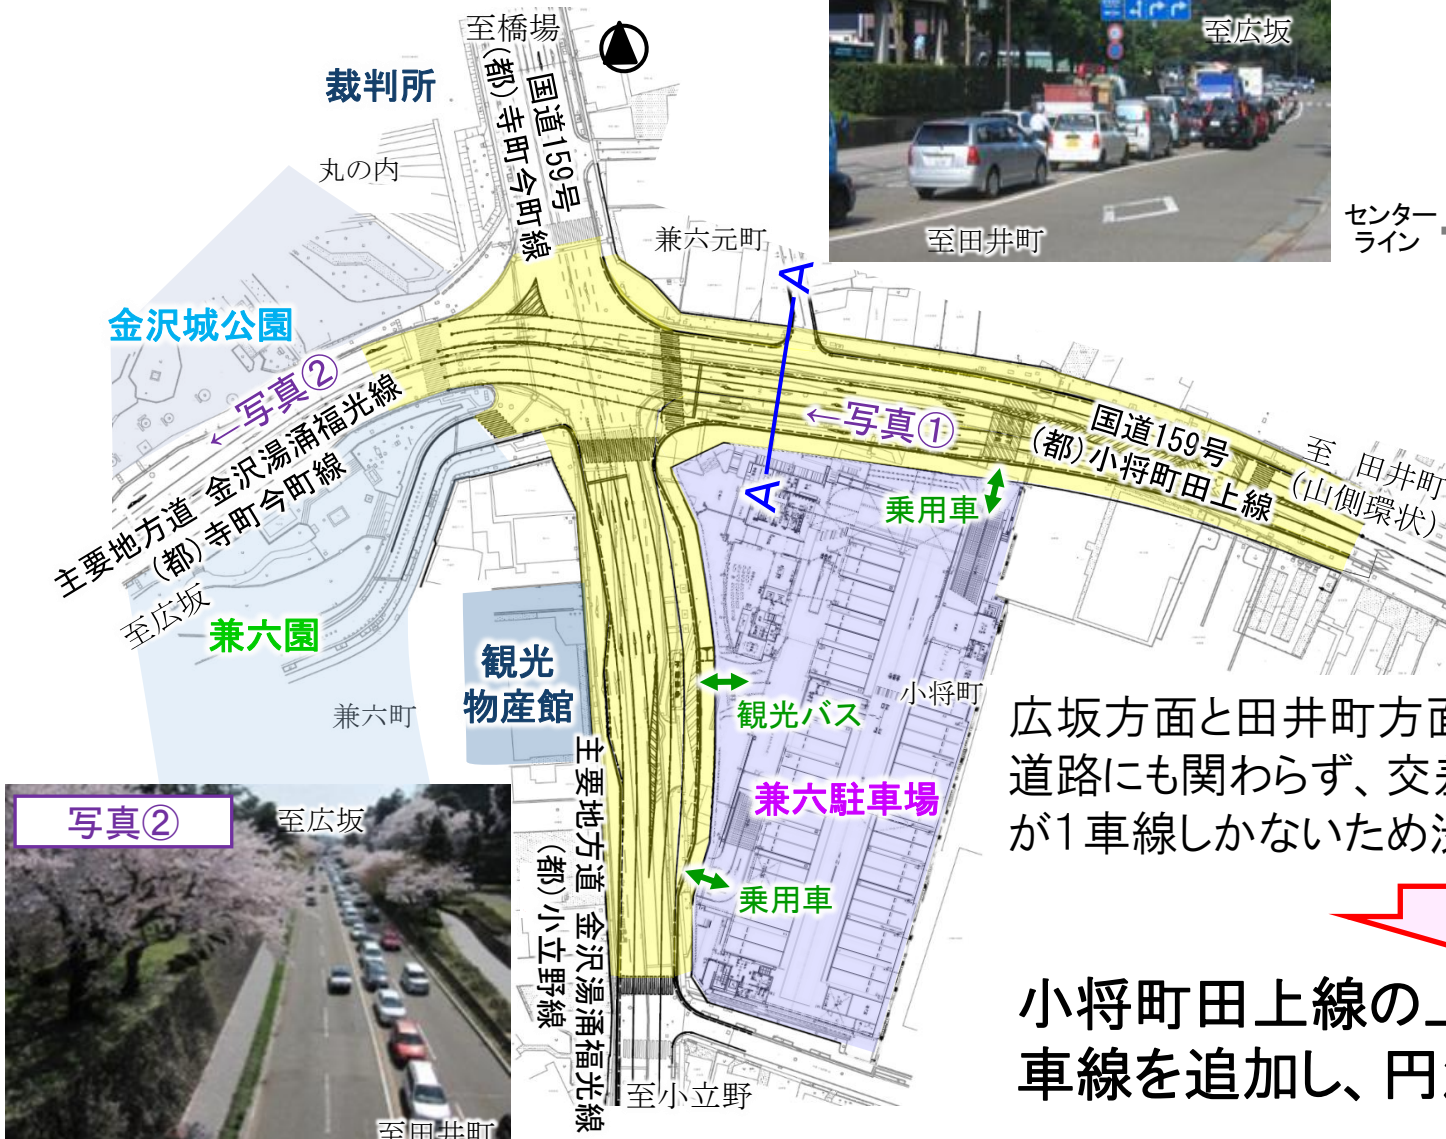 至橋場
国道159号
(都)寺町今町線
裁判所
丸の内
兼六元町
至広坂
至田井町
センター
ライン
金沢城公園
←写真②
主要地方道 金沢湯涌福光線
(都)寺町今町線
至広坂
兼六園
A
A
←写真①
国道159号
(都)小将町田上線
至 田井町
(山側環状)
乗用車
観光
物産館
兼六町
観光バス
小将町
兼六駐車場
乗用車
主要地方道 金沢湯涌福光線
(都)小立野線
至小立野
写真②
至広坂
至田井町
広坂方面と田井町方面
道路にも関わらず、交差
が1車線しかないため
小将町田上線の
車線を追加し、円